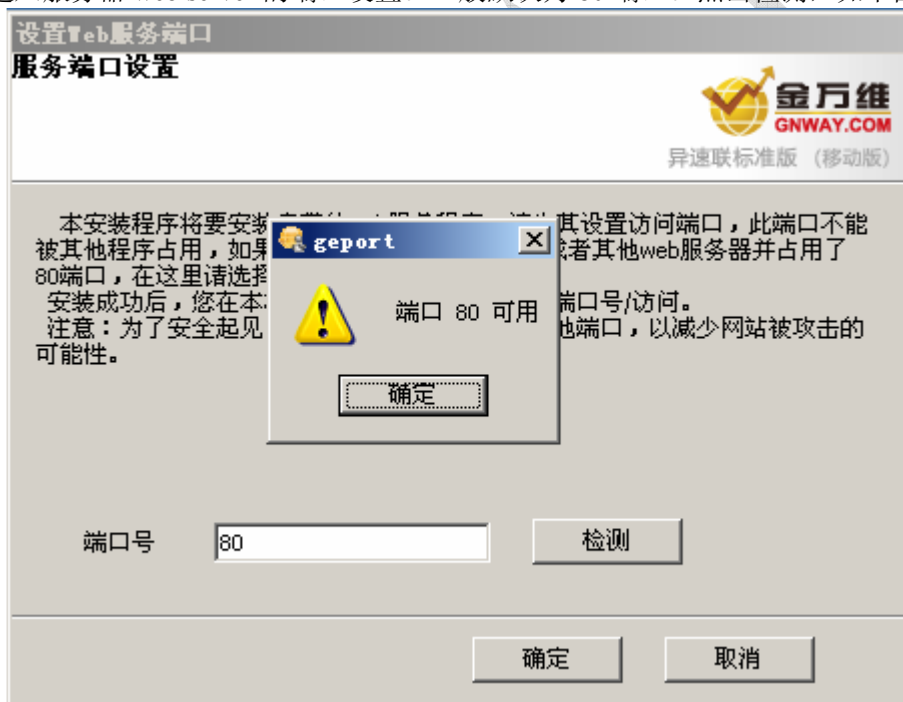 设置Web服务端口
服务端口设置
金万维
GNWAY.COM
异速联标准版 (移动版)
本安装程序将要安装
其设置访问端口,此端口不能
被其他程序占用,如果
或者其他web服务器并占用了
80端口,在这里请选择
安装成功后,您在本
端口号/访问。
注意:为了安全起见
他端口,以减少网站被攻击的
可能性。
geport
端口 80 可用
确定
端口号
80
检测
确定
取消